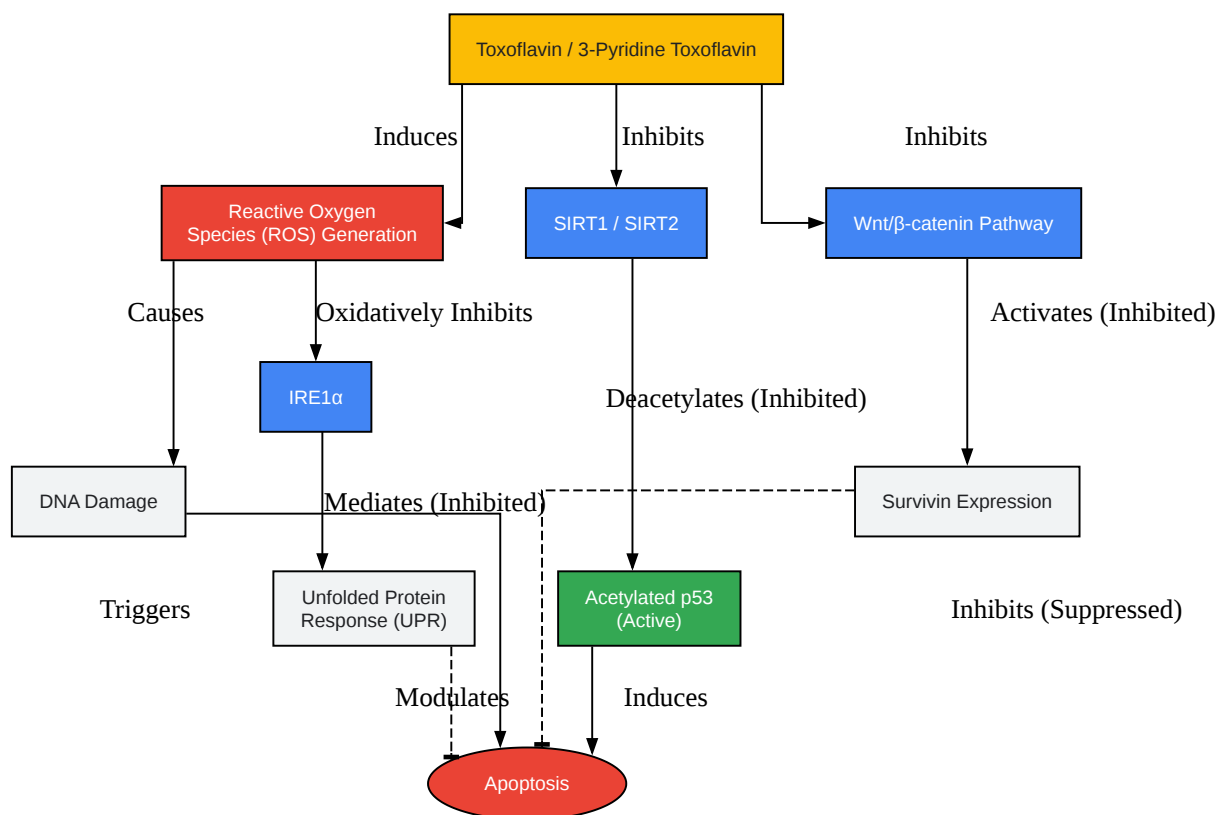 Toxoflavin / 3-Pyridine Toxoflavin
Induces
Inhibits
Inhibits
Reactive Oxygen
Species (ROS) Generation
SIRT1 / SIRT2
Wnt/β-catenin Pathway
Causes
Oxidatively Inhibits
Activates (Inhibited)
IRE1α
Deacetylates (Inhibited)
DNA Damage
Mediates (Inhibited)
Survivin Expression
Triggers
Unfolded Protein
Response (UPR)
Acetylated p53
(Active)
Inhibits (Suppressed)
Modulates
Induces
Apoptosis